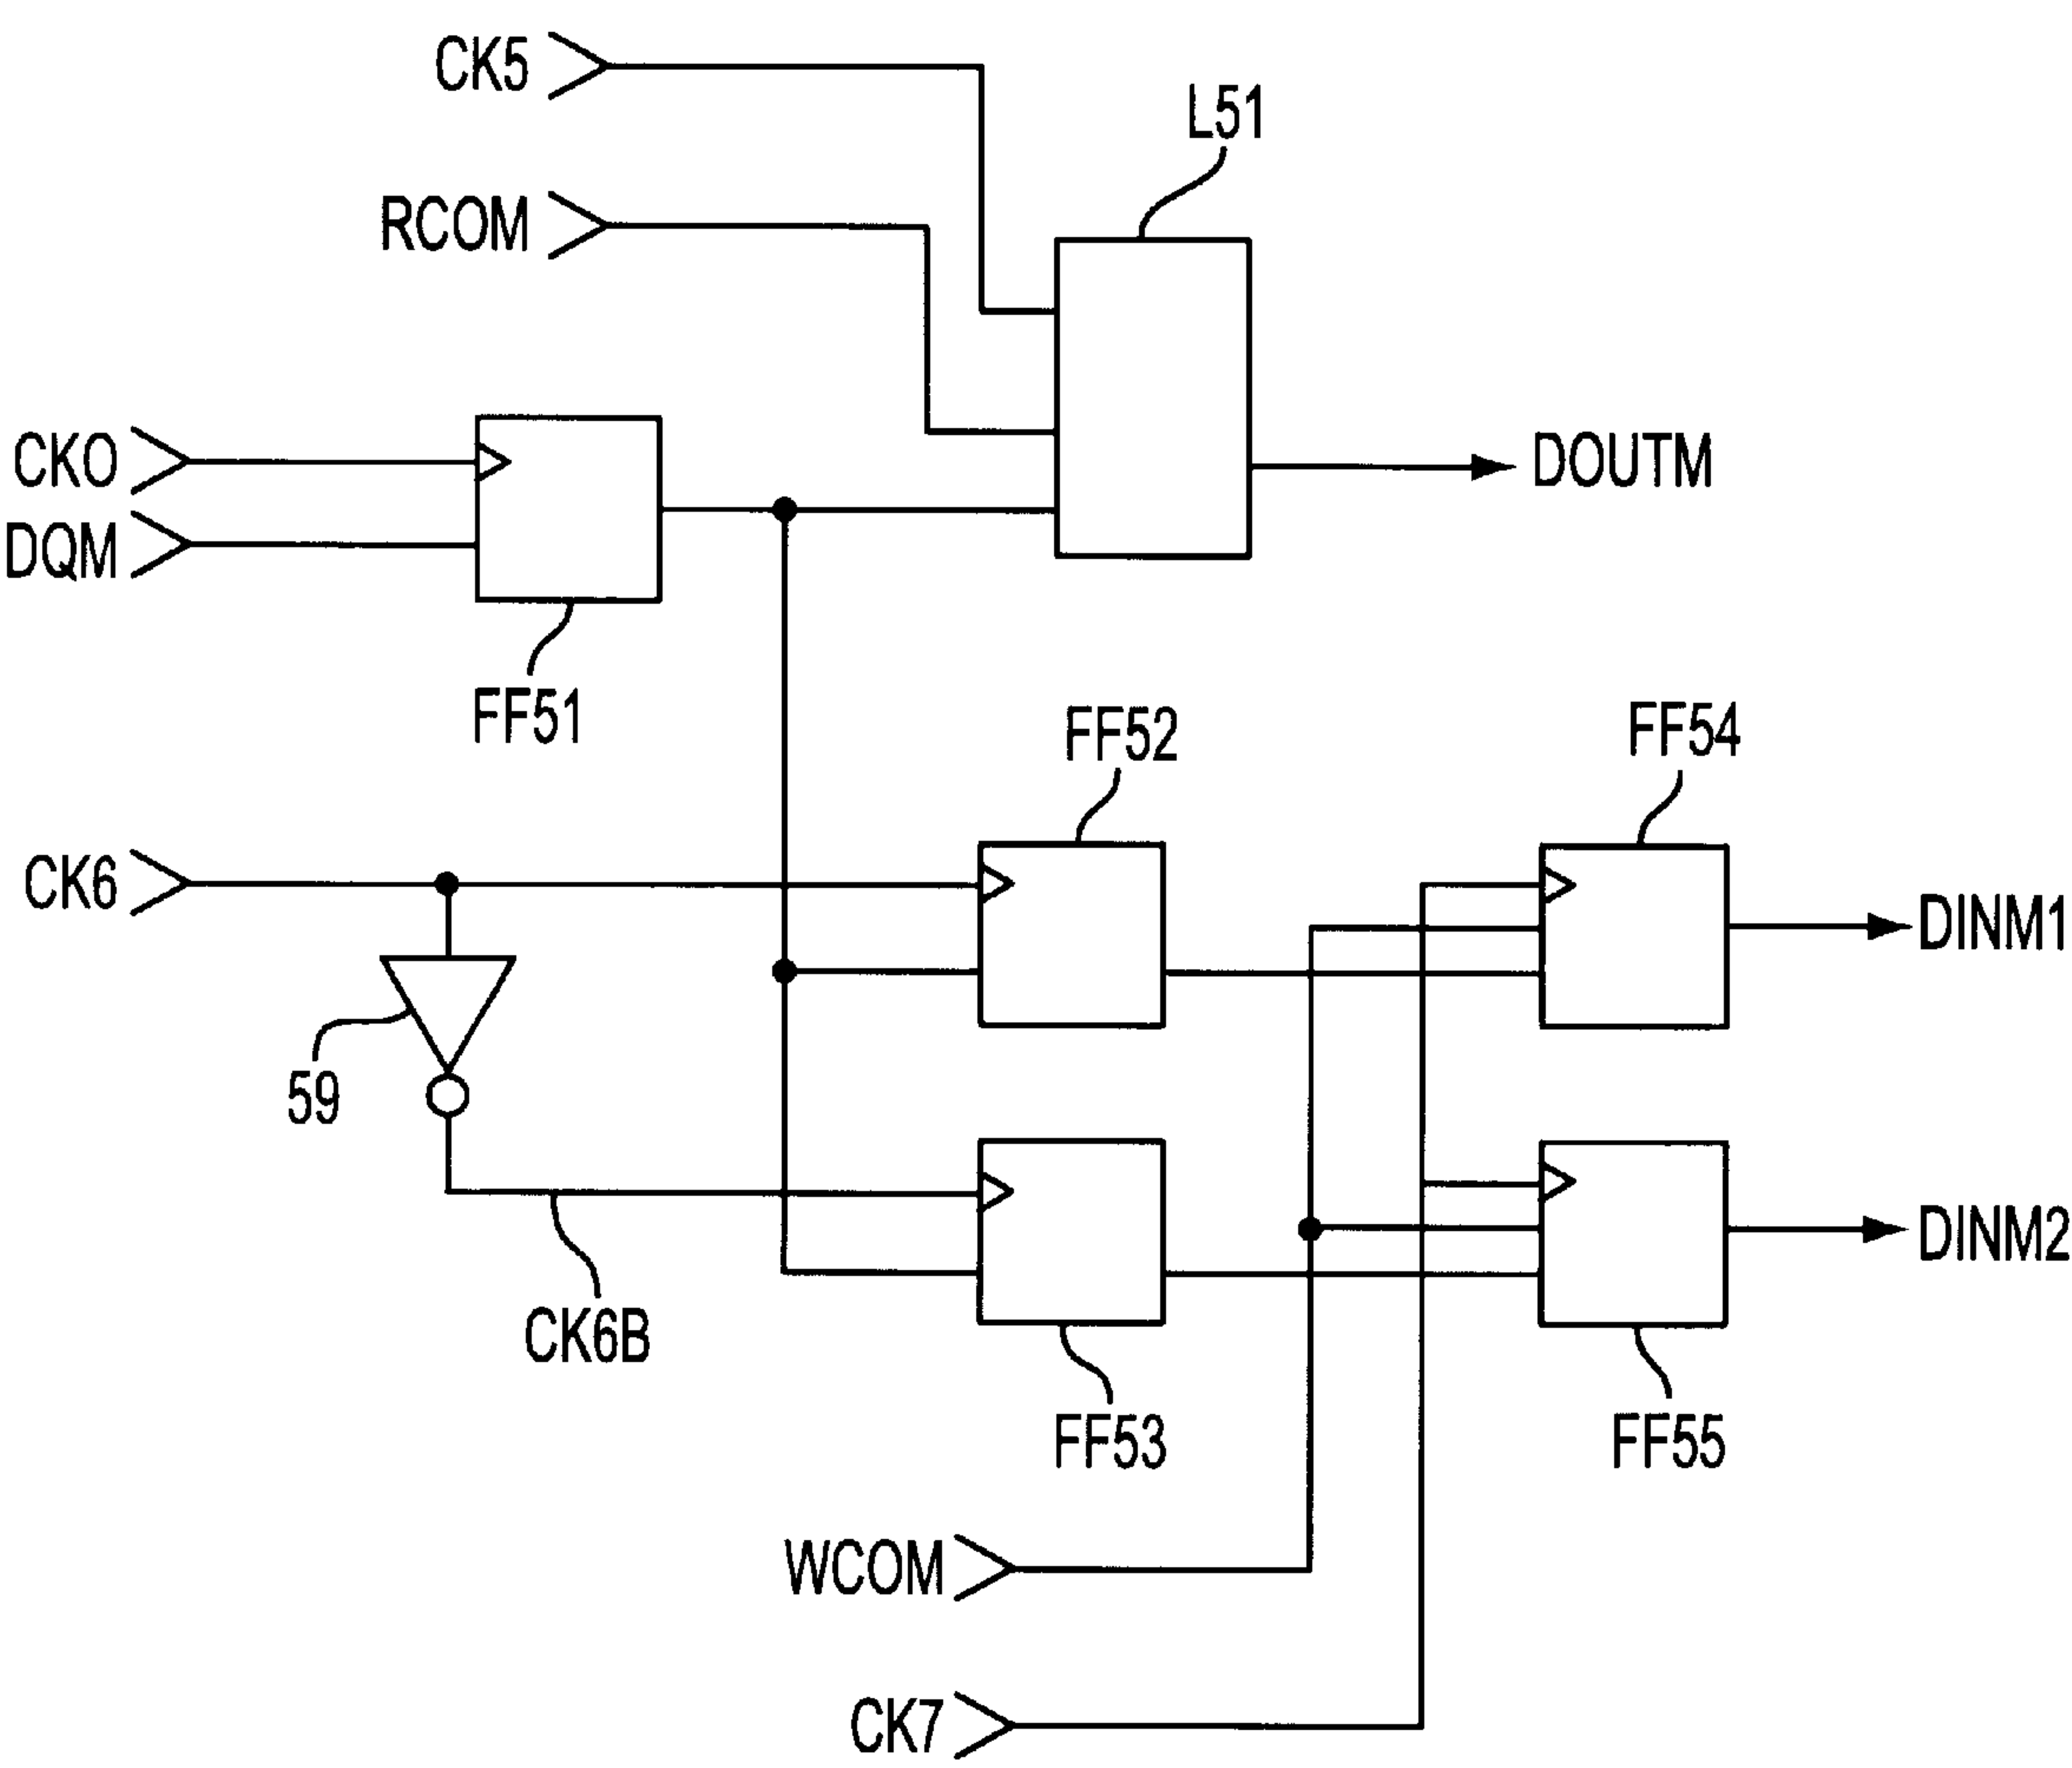 CK5
L51
RCOM
CKO
DOUTM
DQM
FF51
FF52
FF54
CK6
DINM1
59
DINM2
CK6B
FF53
FF55
WCOM
CK7